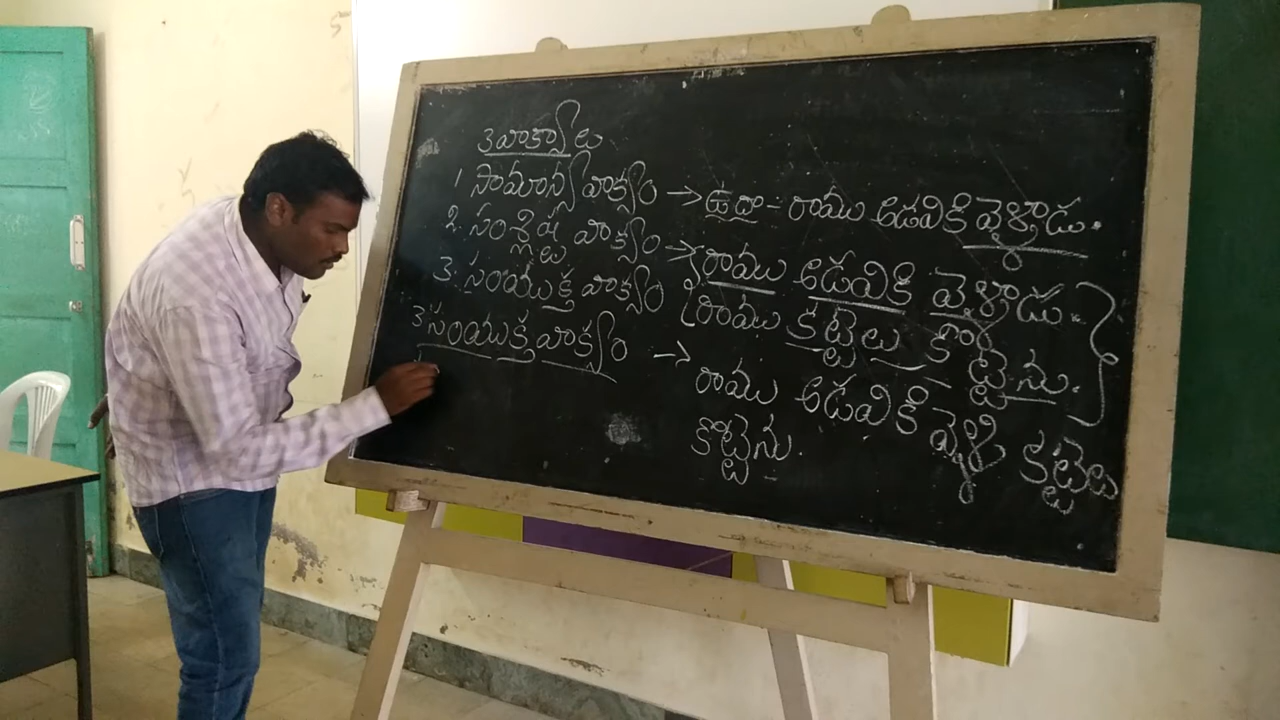 3 వాక్యాలు
1 సామాన్య వాక్యం → ఉదా:- రాము అడవికి వెళ్ళాడు.
2. సంశ్లిష్ట వాక్యం → రాము అడవికి వెళ్ళాడు.
3. సంయుక్త వాక్యం రాము కట్టెలు కొట్టెను.
3 సంయుక్త వాక్యం → రాము అడవికి వెళ్ళి కట్టెలు
కొట్టెను.